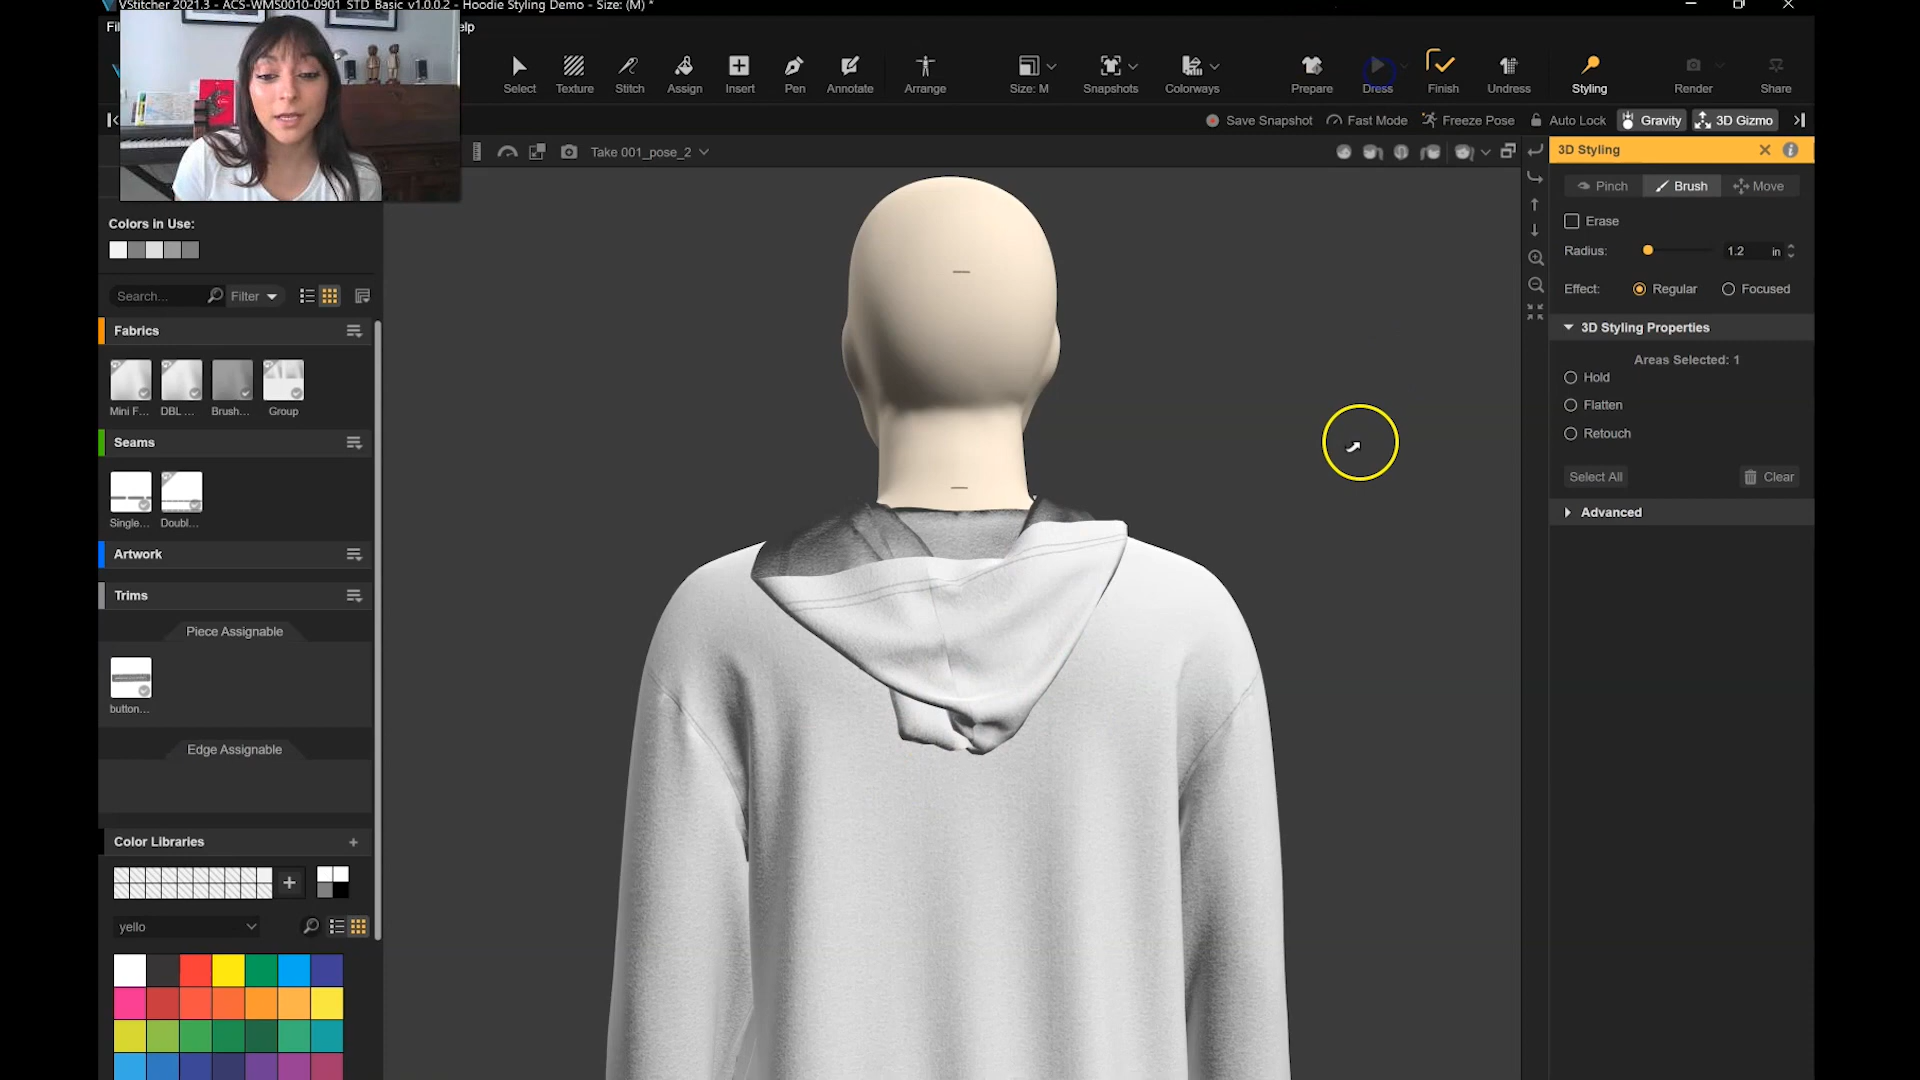 VStitcher 2021.3 - ACS-WMS0010-0901_STD_Basic_v1.0.0.2 - Hoodie Styling Demo - Size: (M) *
Fil
elp
Select
Texture
Stitch
Assign
Insert
Pen
Annotate
Arrange
Size: M
Snapshots
Colorways
Prepare
Dress
Finish
Undress
Styling
Render
Share
Save Snapshot
Fast Mode
Freeze Pose
Auto Lock
Gravity
3D Gizmo
Take 001_pose_2
3D Styling
Pinch
Brush
Move
Erase
Radius:
1.2
in
Effect:
Regular
Focused
3D Styling Properties
Areas Selected: 1
Hold
Flatten
Retouch
Select All
Clear
Advanced
Colors in Use:
Search...
Filter
Fabrics
Mini F...
DBL ...
Brush...
Group
Seams
Single...
Doubl...
Artwork
Trims
Piece Assignable
button...
Edge Assignable
Color Libraries
yello